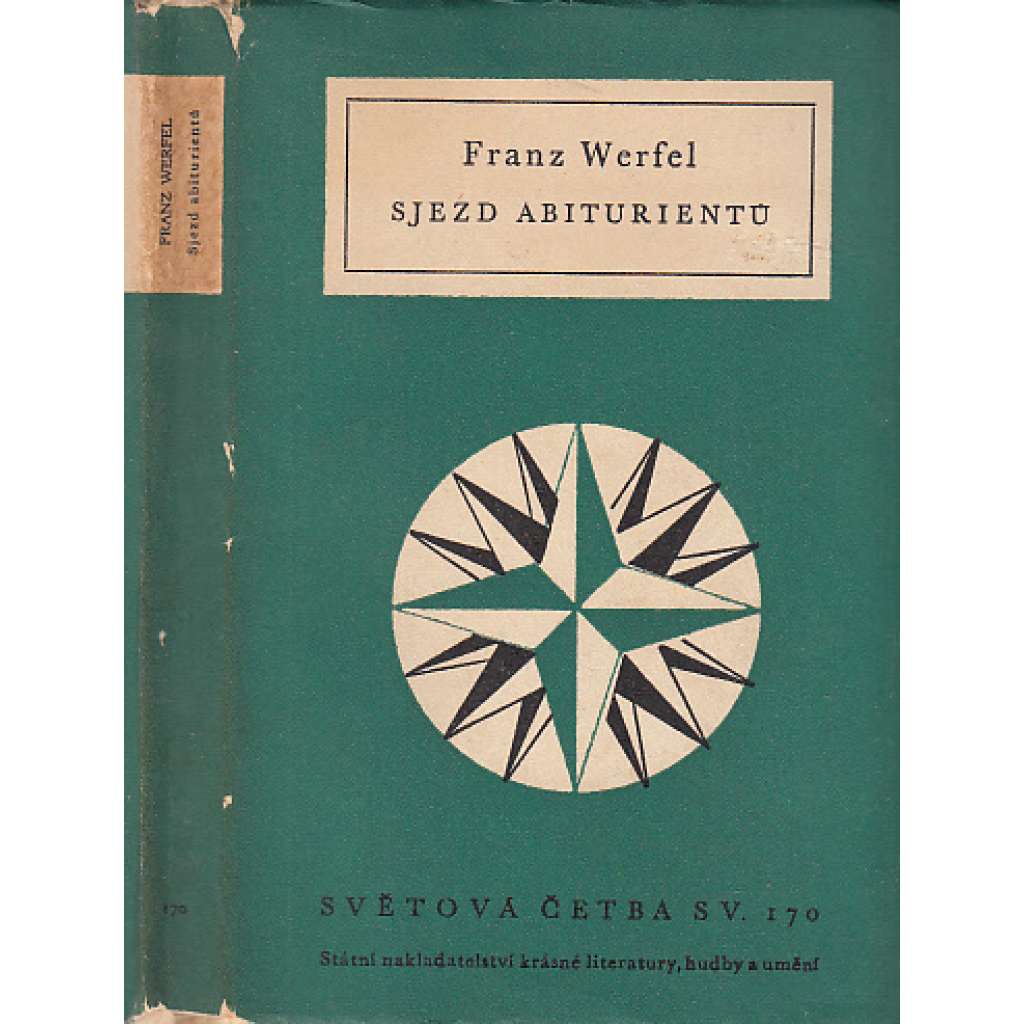 FRANZ WERFEL
Sjezd abiturientů
170
Franz Werfel
SJEZD ABITURIENTŮ
SVĚTOVÁ ČETBA SV. 170
Státní nakladatelství krásné literatury, hudby a umění